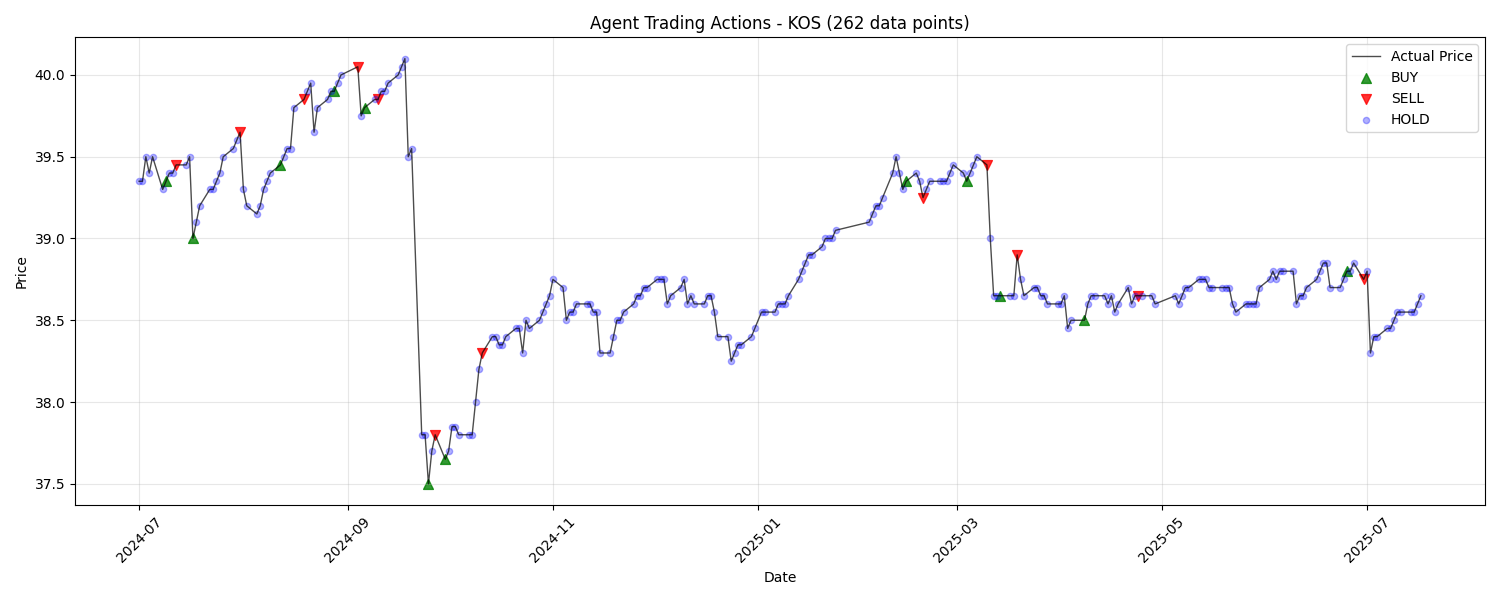 Agent Trading Actions - KOS (262 data points)
Actual Price
BUY
SELL
HOLD
Price
40.0
39.5
39.0
38.5
38.0
37.5
2024-07
2024-09
2024-11
2025-01
2025-03
2025-05
2025-07
Date